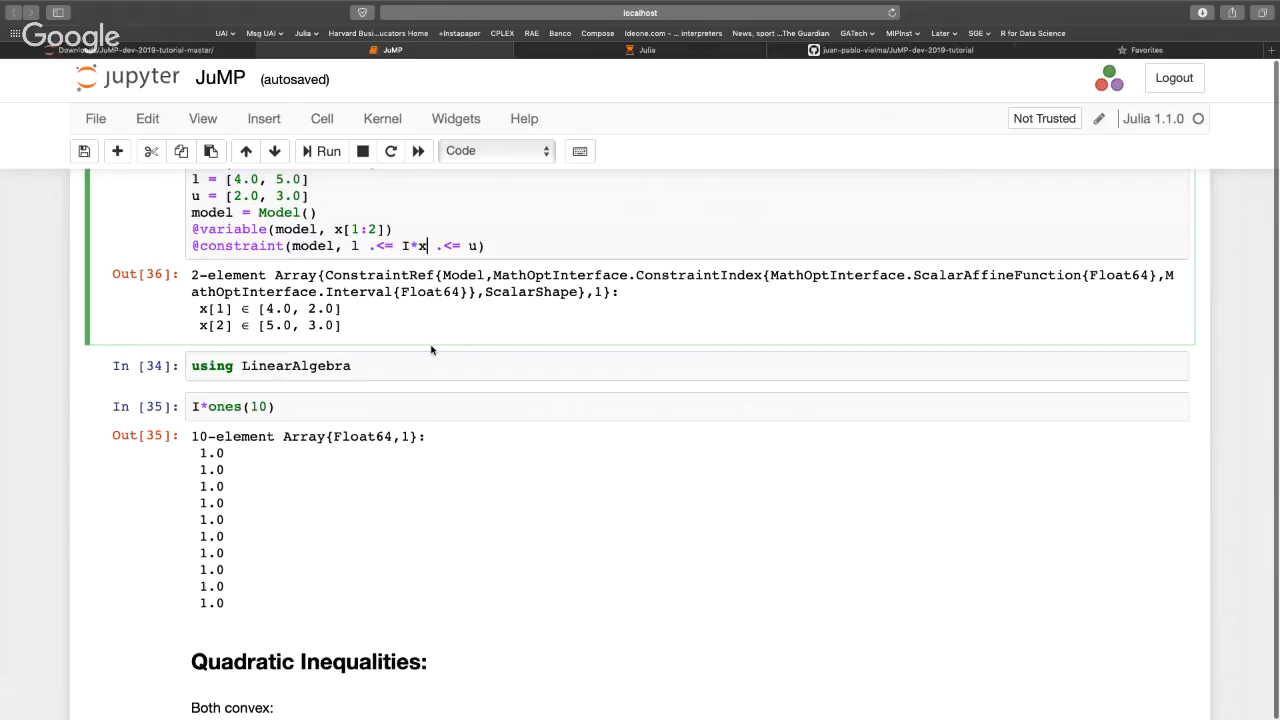 localhost
Google
UAI
Msg UAI
Julia
Harvard Bus...ucators Home
+Instapaper
CPLEX
RAE
Banco
Compose
Ideone.com - ... interpreters
News, sport ...The Guardian
GATech
MIPInst
Later
SGE
R for Data Science
Downloads/JuMP-dev-2019-tutorial-master/
JuMP
Julia
juan-pablo-vielma/JuMP-dev-2019-tutorial
Favorites
jupyter JuMP (autosaved)
Logout
File Edit View Insert Cell Kernel Widgets Help
Not Trusted
Julia 1.1.0
Run
Code
l = [4.0, 5.0]
u = [2.0, 3.0]
model = Model()
@variable(model, x[1:2])
@constraint(model, l .<= I*x .<= u)
Out[36]: 2-element Array{ConstraintRef{Model,MathOptInterface.ConstraintIndex{MathOptInterface.ScalarAffineFunction{Float64},M
athOptInterface.Interval{Float64}},ScalarShape},1}:
x[1] ∈ [4.0, 2.0]
x[2] ∈ [5.0, 3.0]
In [34]: using LinearAlgebra
In [35]: I*ones(10)
Out[35]: 10-element Array{Float64,1}:
1.0
1.0
1.0
1.0
1.0
1.0
1.0
1.0
1.0
1.0
Quadratic Inequalities:
Both convex: